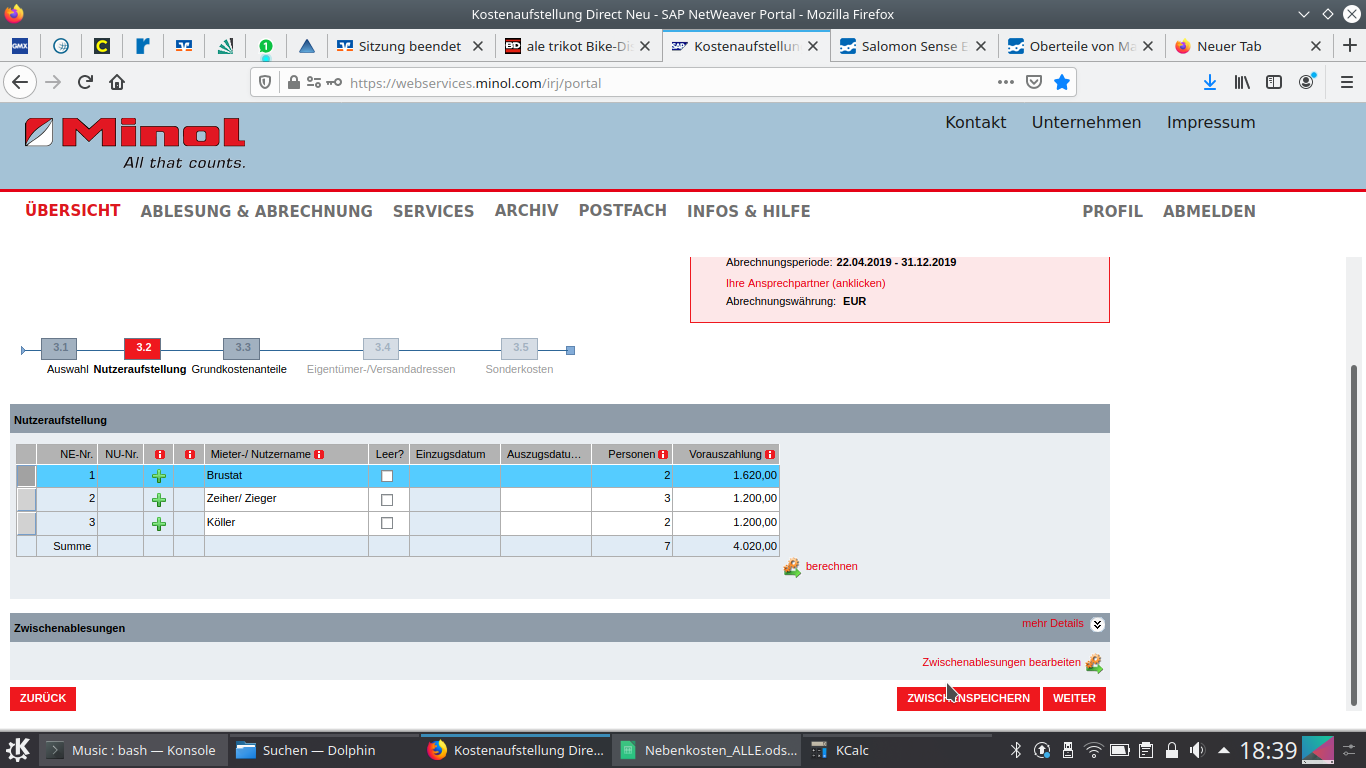 Kostenaufstellung Direct Neu - SAP NetWeaver Portal - Mozilla Firefox
GMX
C
r
1
Sitzung beendet
BD
ale trikot Bike-Dis
SAP
Kostenaufstellun
Salomon Sense
Oberteile von Ma
Neuer Tab
https://webservices.minol.com/irj/portal
Minol
All that counts.
Kontakt
Unternehmen
Impressum
ÜBERSICHT
ABLESUNG & ABRECHNUNG
SERVICES
ARCHIV
POSTFACH
INFOS & HILFE
PROFIL
ABMELDEN
Abrechnungsperiode: 22.04.2019 - 31.12.2019
Ihre Ansprechpartner (anklicken)
Abrechnungswährung: EUR
3.1 3.2 3.3 3.4 3.5
Auswahl Nutzeraufstellung Grundkostenanteile Eigentümer-/Versandadressen Sonderkosten
Nutzeraufstellung
NE-Nr. NU-Nr. Mieter-/ Nutzername Leer? Einzugsdatum Auszugsdatu... Personen Vorauszahlung
1 Brustat 2 1.620,00
2 Zeiher/ Zieger 3 1.200,00
3 Köller 2 1.200,00
Summe 7 4.020,00
berechnen
Zwischenablesungen
mehr Details
Zwischenablesungen bearbeiten
ZURÜCK
ZWISCHENSPEICHERN
WEITER
Music : bash — Konsole
Suchen — Dolphin
Kostenaufstellung Dire...
Nebenkosten_ALLE.ods...
KCalc
18:39